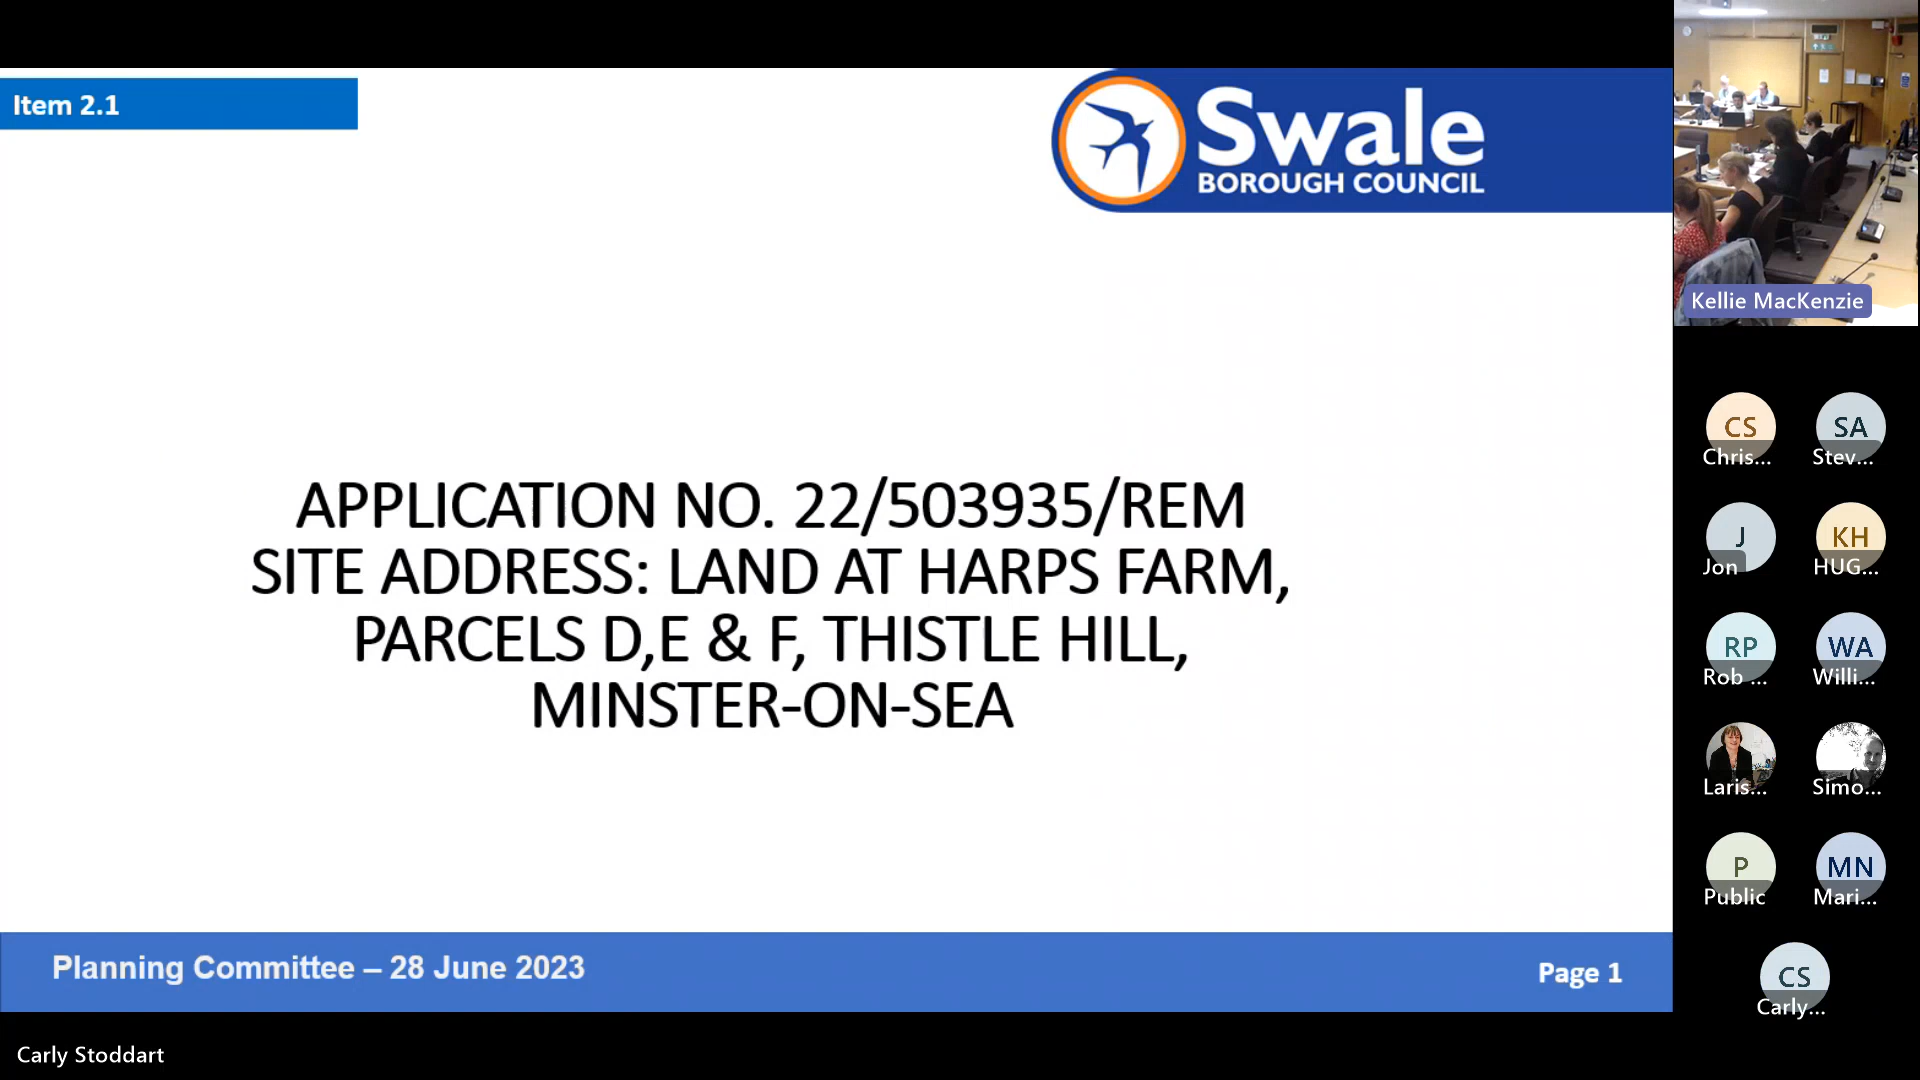 Item 2.1
Swale
BOROUGH COUNCIL
APPLICATION NO. 22/503935/REM
SITE ADDRESS: LAND AT HARPS FARM,
PARCELS D,E & F, THISTLE HILL,
MINSTER-ON-SEA
Planning Committee – 28 June 2023
Page 1
Carly Stoddart
Kellie MacKenzie
CS
Chris...
SA
Stev...
J
Jon
KH
HUG...
RP
Rob ...
WA
Willi...
Laris...
Simo...
P
Public
MN
Mari...
CS
Carly...